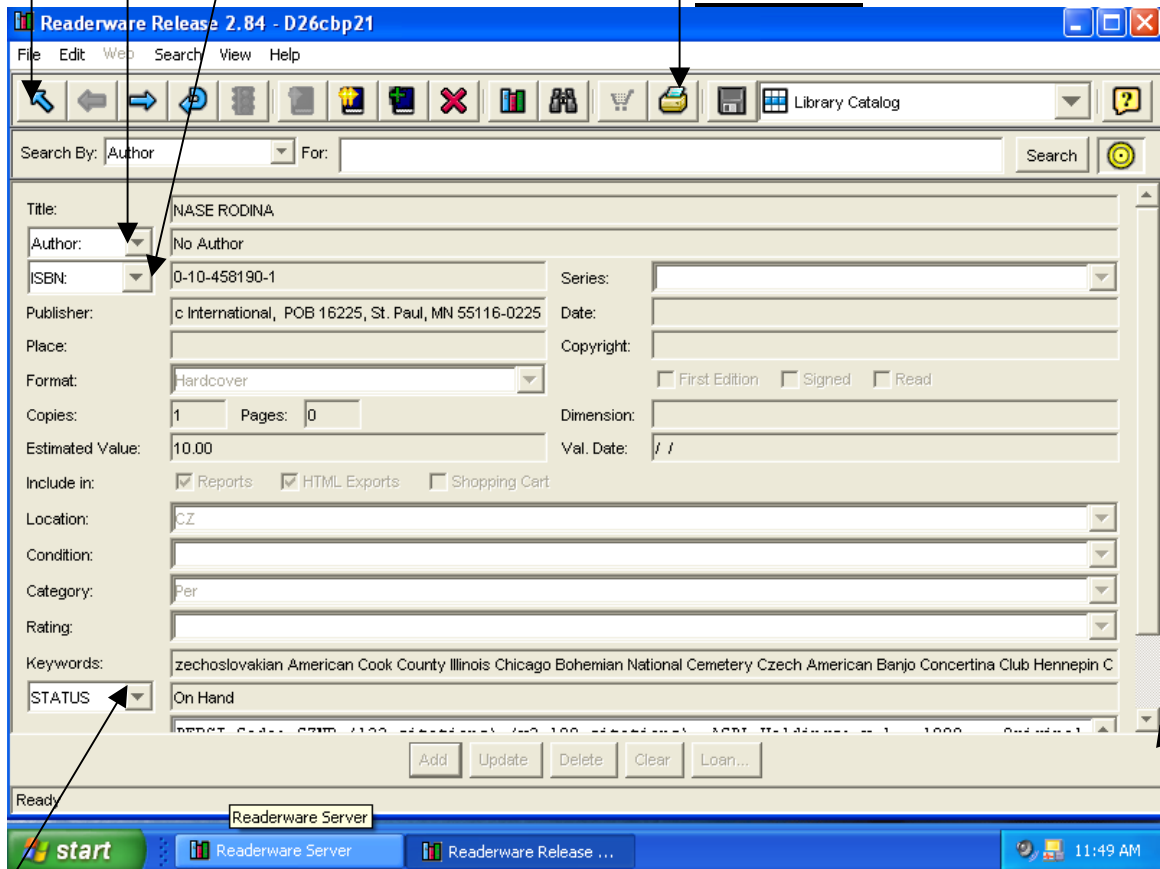 Readerware Release 2.84 - D26cbp21
File Edit Web Search View Help
Library Catalog
Search By: Author For: Search
Title: NASE RODINA
Author: No Author
ISBN: 0-10-458190-1 Series:
Publisher: c International, POB 16225, St. Paul, MN 55116-0225 Date:
Place: Copyright:
Format: Hardcover First Edition Signed Read
Copies: 1 Pages: 0 Dimension:
Estimated Value: 10.00 Val. Date: / /
Include in: Reports HTML Exports Shopping Cart
Location: CZ
Condition:
Category: Per
Rating:
Keywords: zechoslovakian American Cook County Illinois Chicago Bohemian National Cemetery Czech American Banjo Concertina Club Hennepin C
STATUS On Hand
Add Update Delete Clear Loan...
Ready
Readerware Server
start Readerware Server Readerware Release ... 11:49 AM